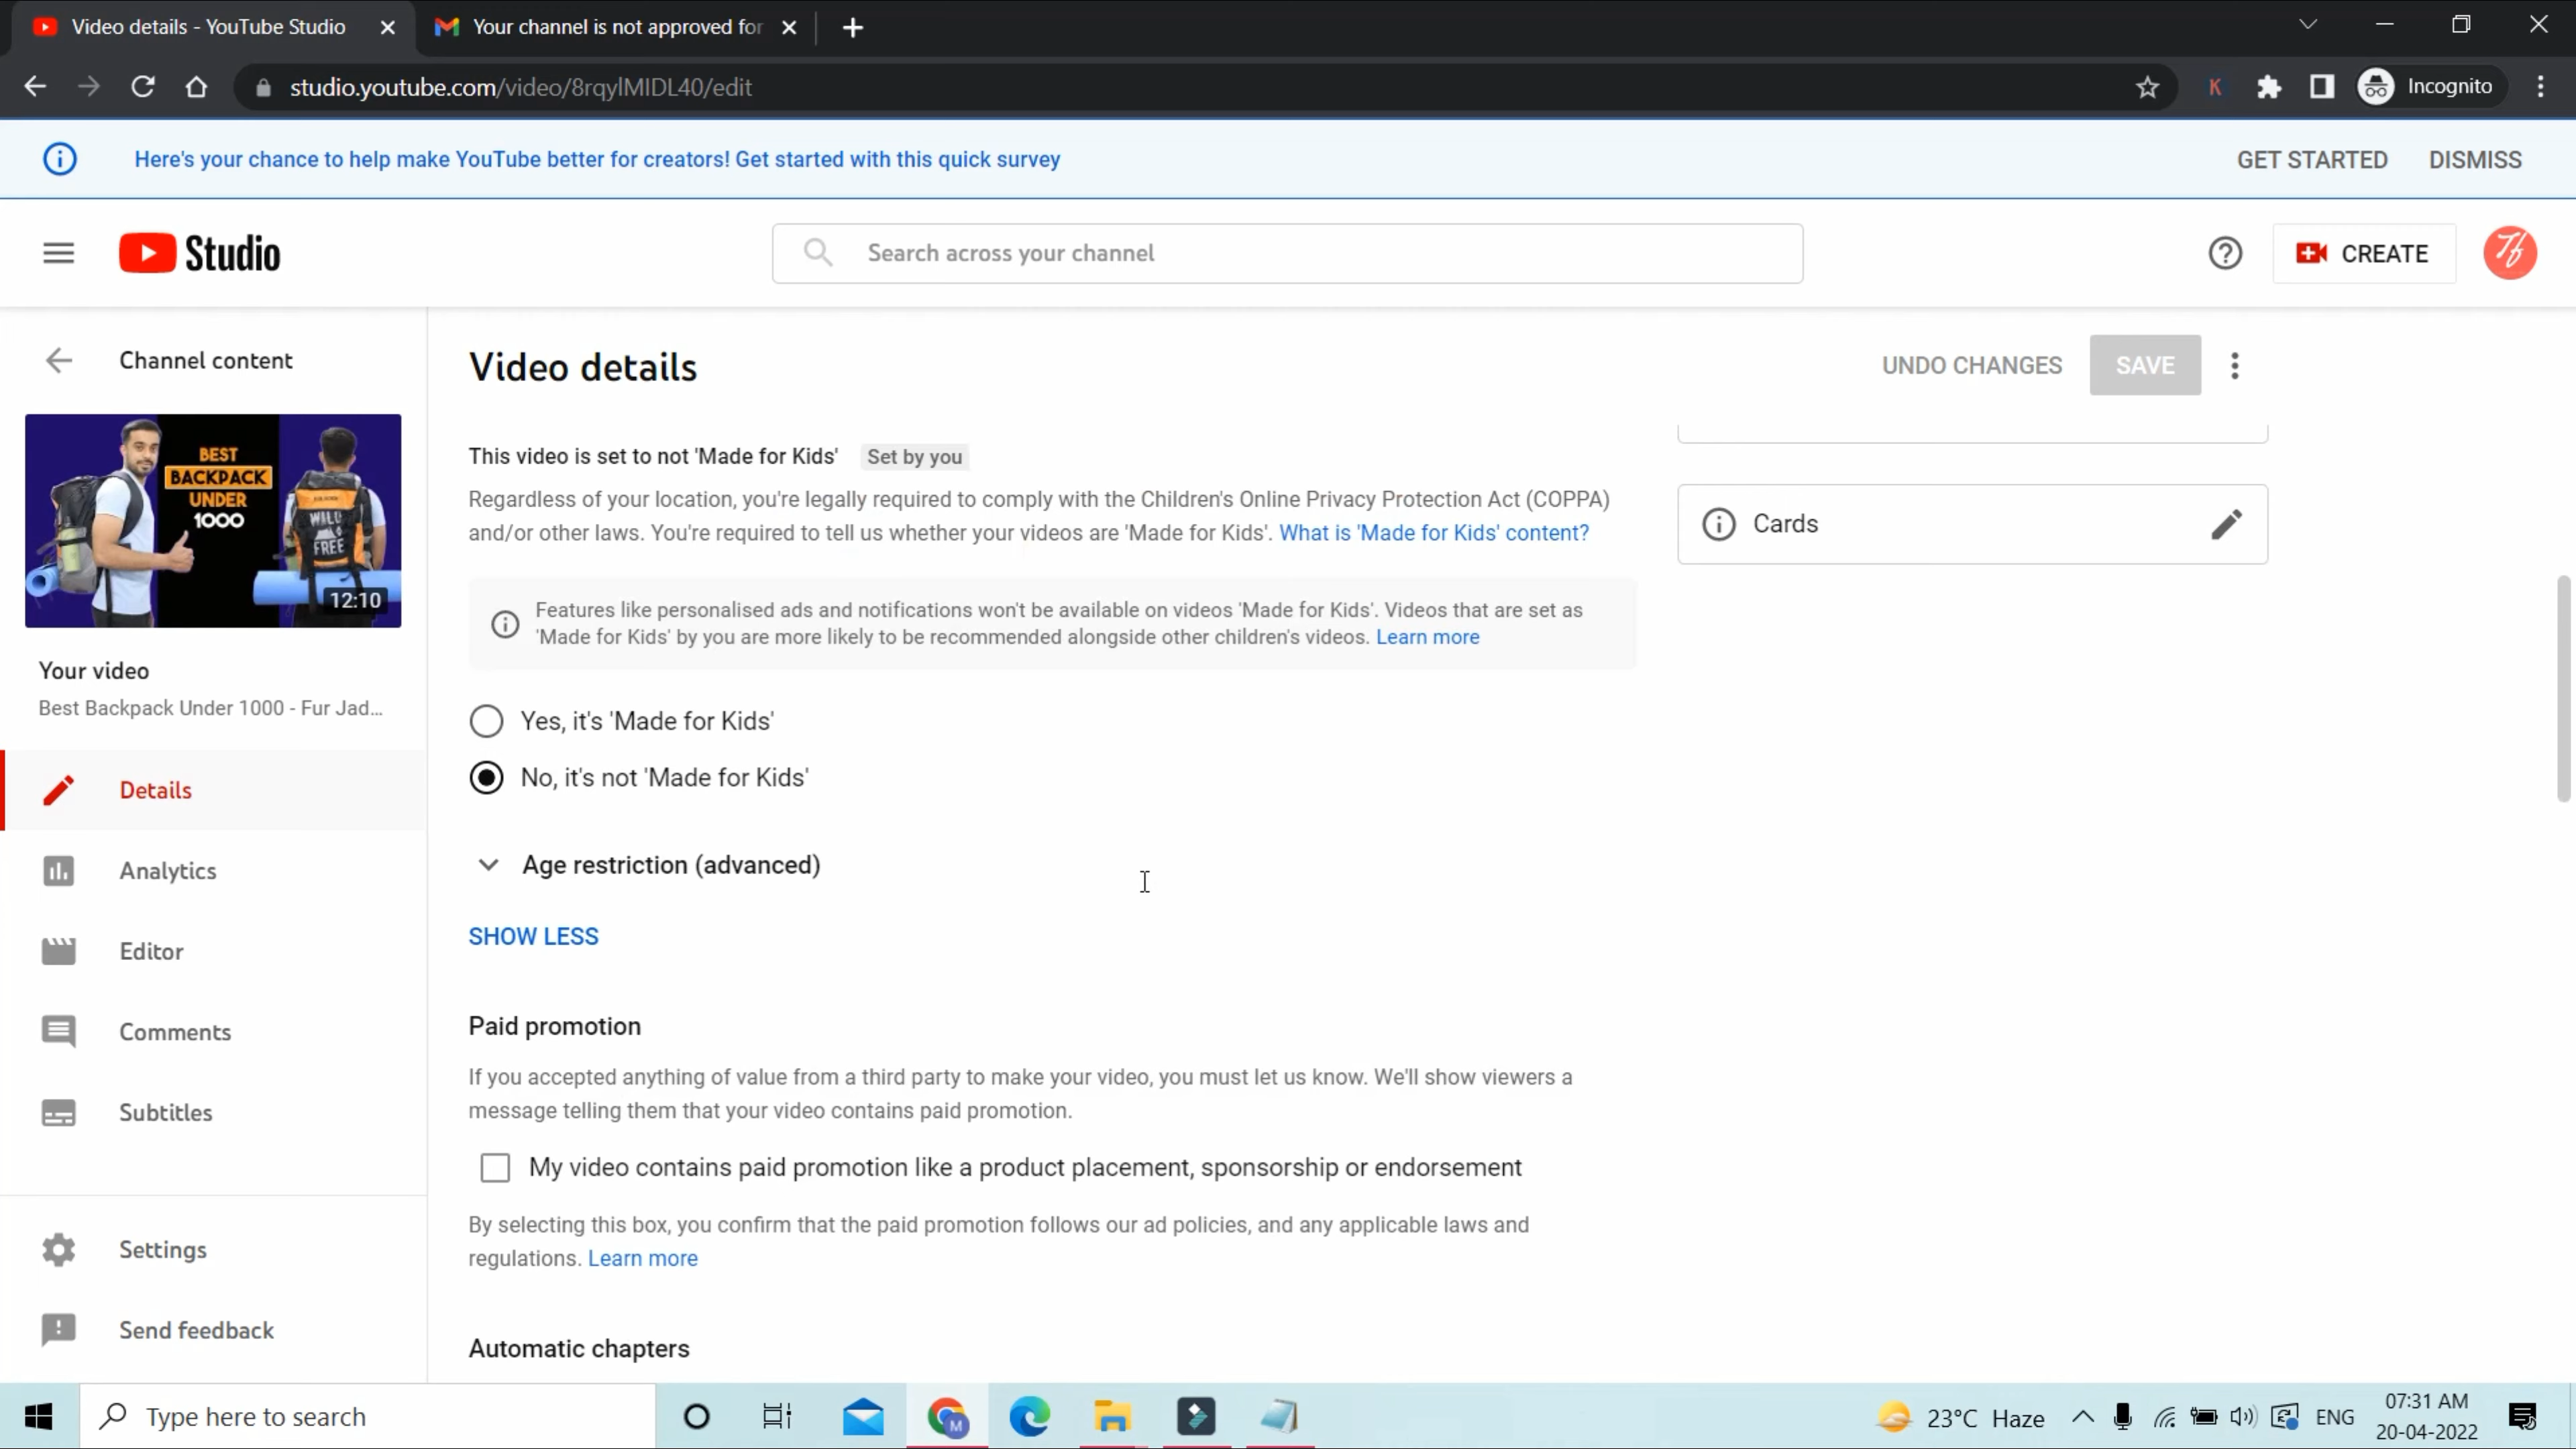 Video details - YouTube Studio
Your channel is not approved for
studio.youtube.com/video/8rqylMIDL40/edit
Incognito
Here's your chance to help make YouTube better for creators! Get started with this quick survey
GET STARTED
DISMISS
Studio
Search across your channel
CREATE
Channel content
Video details
UNDO CHANGES
SAVE
BEST
BACKPACK
UNDER
1000
WILD
FREE
12:10
Your video
Best Backpack Under 1000 - Fur Jad...
Details
Analytics
Editor
Comments
Subtitles
Settings
Send feedback
This video is set to not 'Made for Kids' Set by you
Regardless of your location, you're legally required to comply with the Children's Online Privacy Protection Act (COPPA)
and/or other laws. You're required to tell us whether your videos are 'Made for Kids'. What is 'Made for Kids' content?
Features like personalised ads and notifications won't be available on videos 'Made for Kids'. Videos that are set as
'Made for Kids' by you are more likely to be recommended alongside other children's videos. Learn more
Yes, it's 'Made for Kids'
No, it's not 'Made for Kids'
Age restriction (advanced)
SHOW LESS
Paid promotion
If you accepted anything of value from a third party to make your video, you must let us know. We'll show viewers a
message telling them that your video contains paid promotion.
My video contains paid promotion like a product placement, sponsorship or endorsement
By selecting this box, you confirm that the paid promotion follows our ad policies, and any applicable laws and
regulations. Learn more
Automatic chapters
Cards
Type here to search
M
23°C Haze
ENG
07:31 AM
20-04-2022